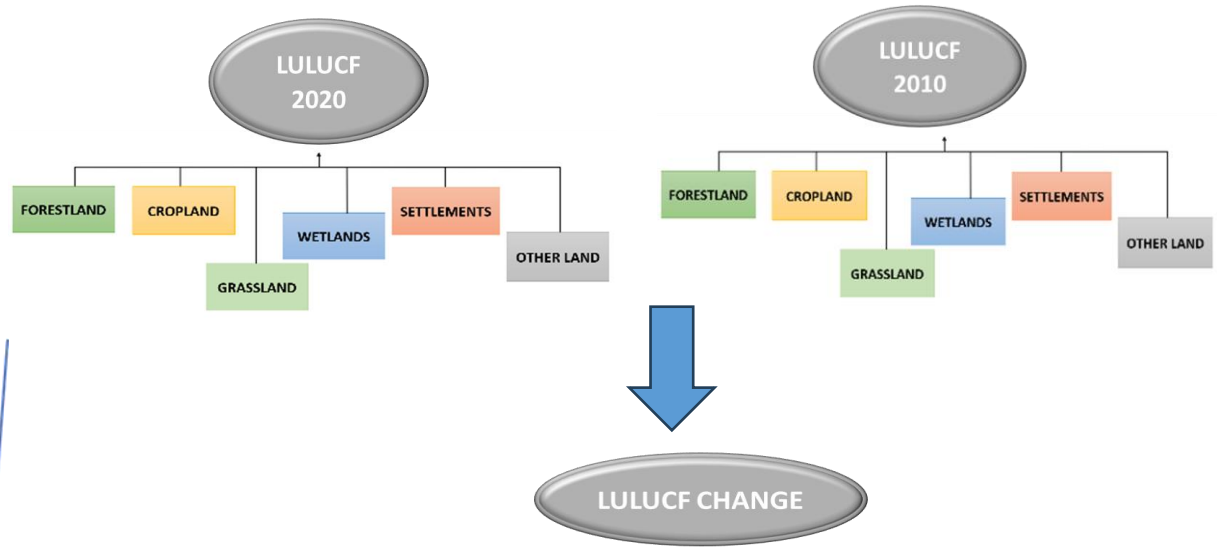 LULUCF
2020
FORESTLAND
CROPLAND
GRASSLAND
WETLANDS
SETTLEMENTS
OTHER LAND
LULUCF
2010
FORESTLAND
CROPLAND
GRASSLAND
WETLANDS
SETTLEMENTS
OTHER LAND
LULUCF CHANGE